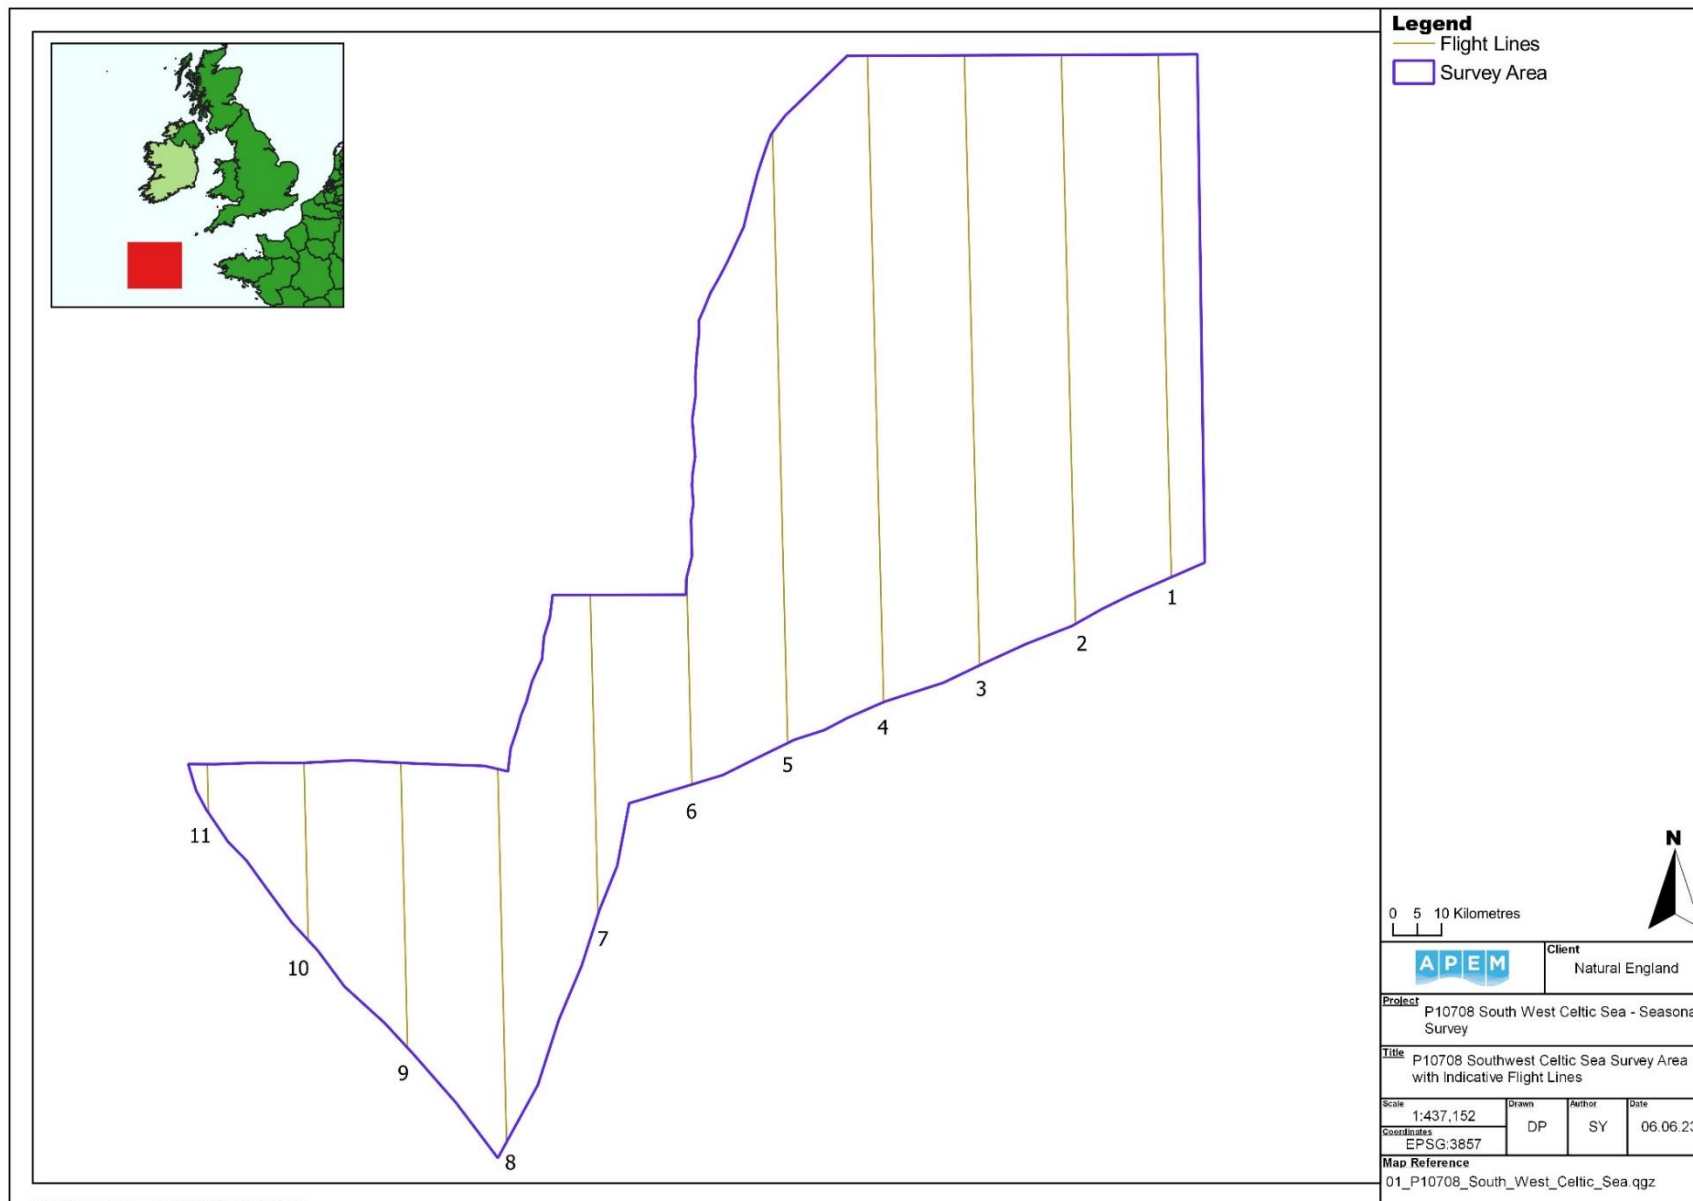 Legend
Flight Lines
Survey Area
1
2
3
4
5
6
7
8
9
10
11
N
0 5 10 Kilometres
APEM
Client
Natural England
Project
P10708 South West Celtic Sea - Seasona
Survey
Title
P10708 Southwest Celtic Sea Survey Area
with Indicative Flight Lines
Scale
1:437,152
Drawn
DP
Author
SY
Date
06.06.23
Coordinates
EPSG:3857
Map Reference
01_P10708_South_West_Celtic_Sea.qgz